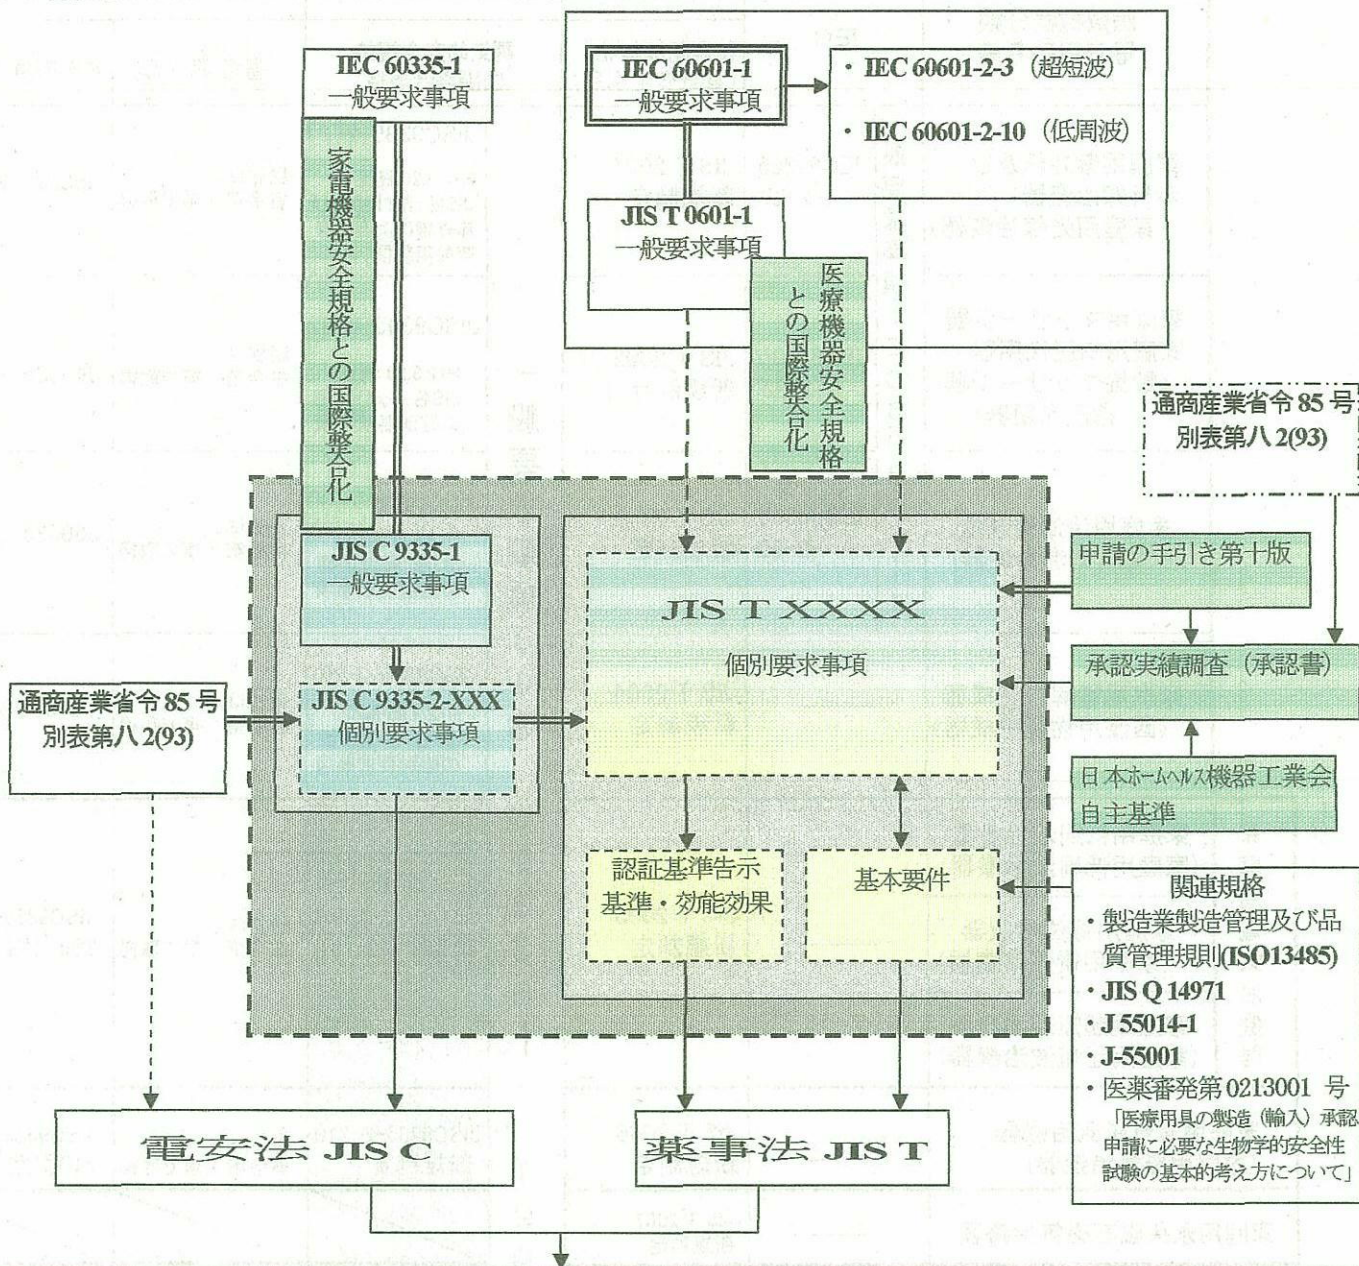 IEC 60335-1
一般要求事項
IEC 60601-1
一般要求事項
・ IEC 60601-2-3 (超短波)
・ IEC 60601-2-10 (低周波)
家電機器安全規格との国際整合化
JIS T 0601-1
一般要求事項
医療機器安全規格
との国際整合化
通商産業省令 85 号
別表第八 2(93)
JIS C 9335-1
一般要求事項
JIS T XXXX
個別要求事項
申請の手引き第十版
承認実績調査 (承認書)
通商産業省令 85 号
別表第八 2(93)
JIS C 9335-2-XXX
個別要求事項
日本ホームヘルス機器工業会
自主基準
認証基準告示
基準・効能効果
基本要件
関連規格
・製造業製造管理及び品
質管理規則(ISO13485)
・JIS Q 14971
・J 55014-1
・J-55001
・医薬審発第 0213001 号
「医療用具の製造 (輸入) 承認
申請に必要な生物学的安全性
試験の基本的考え方について」
電安法 JIS C
薬事法 JIS T